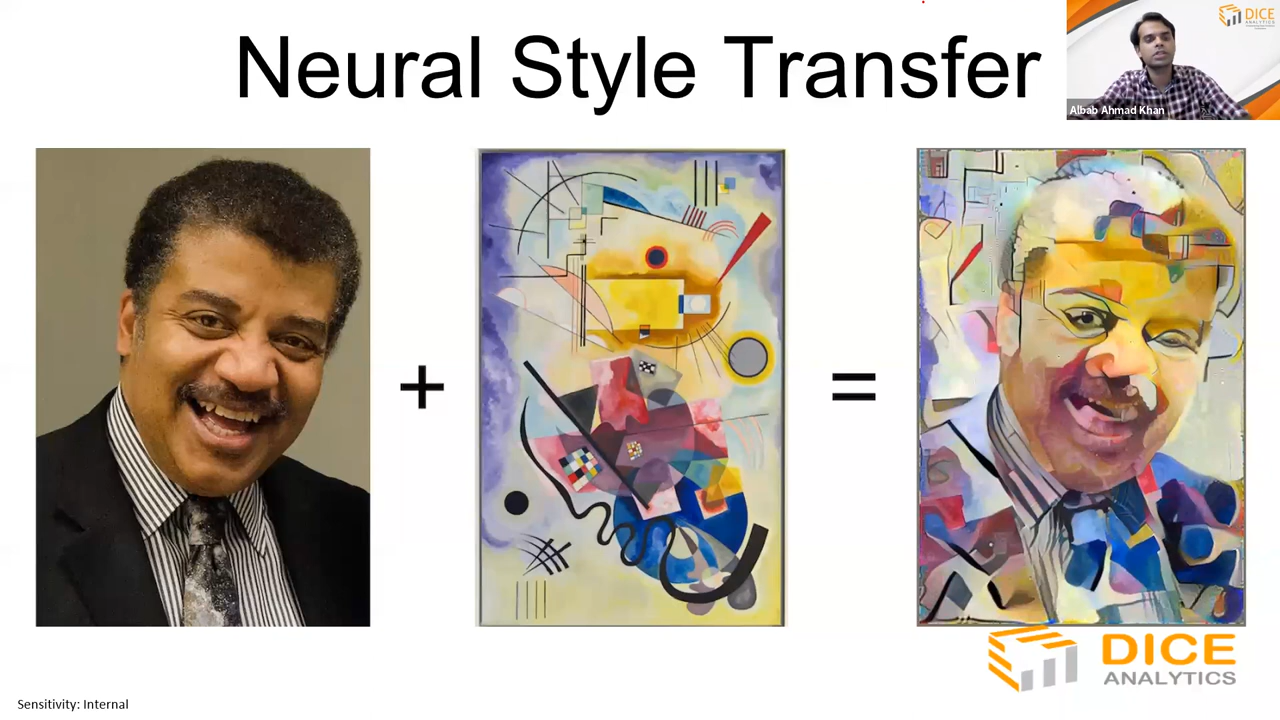 Neural Style Transfer
DICE
ANALYTICS
Albab Ahmad Khan
+
=
DICE
ANALYTICS
Sensitivity: Internal